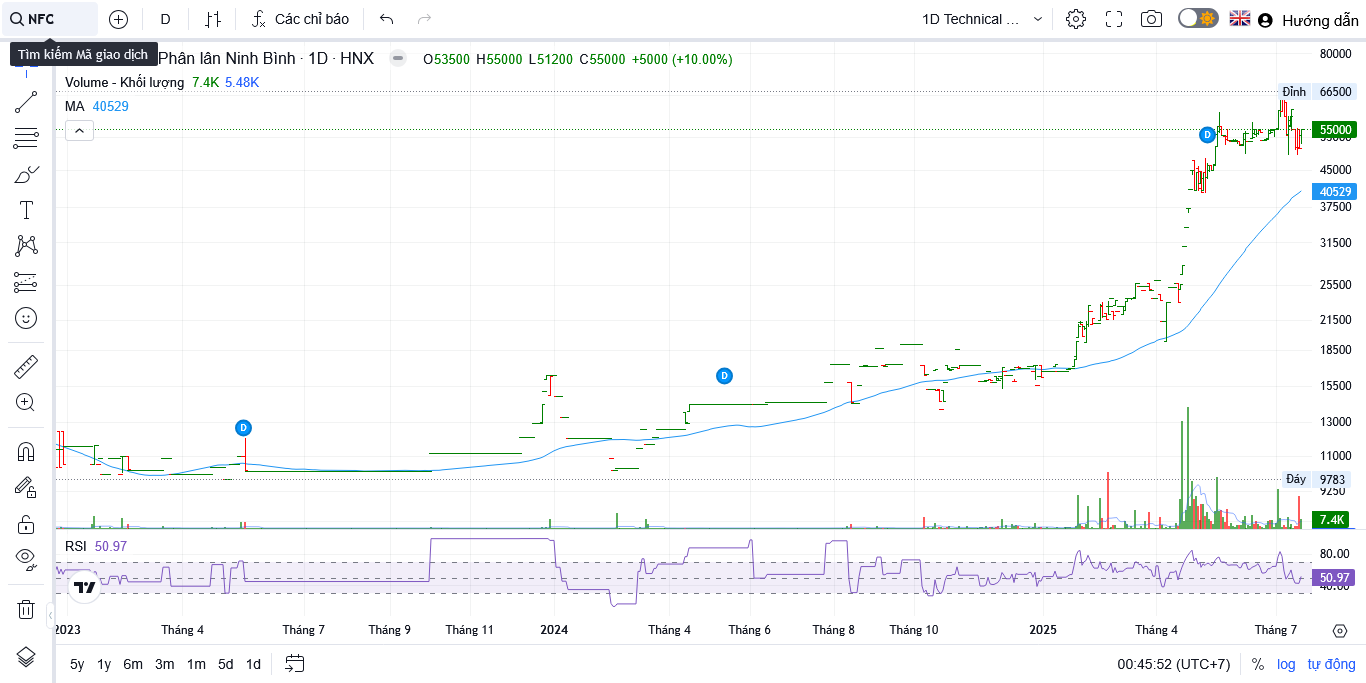 NFC
D
Các chỉ báo
1D Technical ...
Hướng dẫn
Tìm kiếm Mã giao dịch
Phân lân Ninh Bình · 1D · HNX
O53500 H55000 L51200 C55000 +5000 (+10.00%)
Volume - Khối lượng 7.4K 5.48K
MA 40529
80000
Đỉnh 66500
55000
53000
45000
40529
37500
31500
25500
21500
18500
15500
13000
11000
Đáy 9783
9250
7.4K
D
D
D
RSI 50.97
80.00
50.97
40.00
2023 Tháng 4 Tháng 7 Tháng 9 Tháng 11 2024 Tháng 4 Tháng 6 Tháng 8 Tháng 10 2025 Tháng 4 Tháng 7
5y 1y 6m 3m 1m 5d 1d
00:45:52 (UTC+7) % log tự động